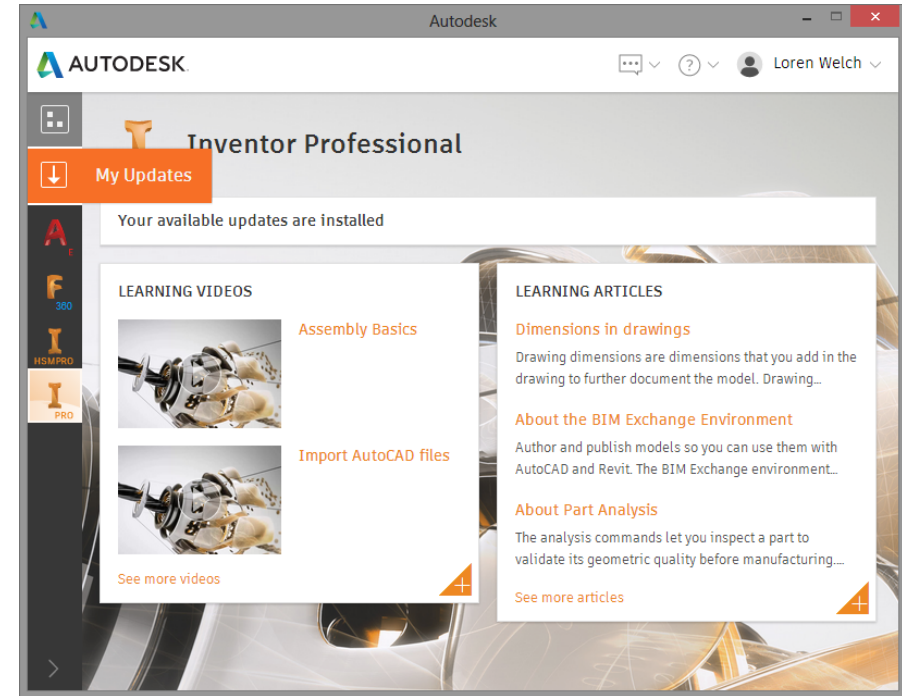 Autodesk
AUTODESK.
Loren Welch
Inventor Professional
My Updates
Your available updates are installed
E
360
HSMPRO
PRO
LEARNING VIDEOS
Assembly Basics
Import AutoCAD files
See more videos
LEARNING ARTICLES
Dimensions in drawings
Drawing dimensions are dimensions that you add in the
drawing to further document the model. Drawing...
About the BIM Exchange Environment
Author and publish models so you can use them with
AutoCAD and Revit. The BIM Exchange environment...
About Part Analysis
The analysis commands let you inspect a part to
validate its geometric quality before manufacturing....
See more articles